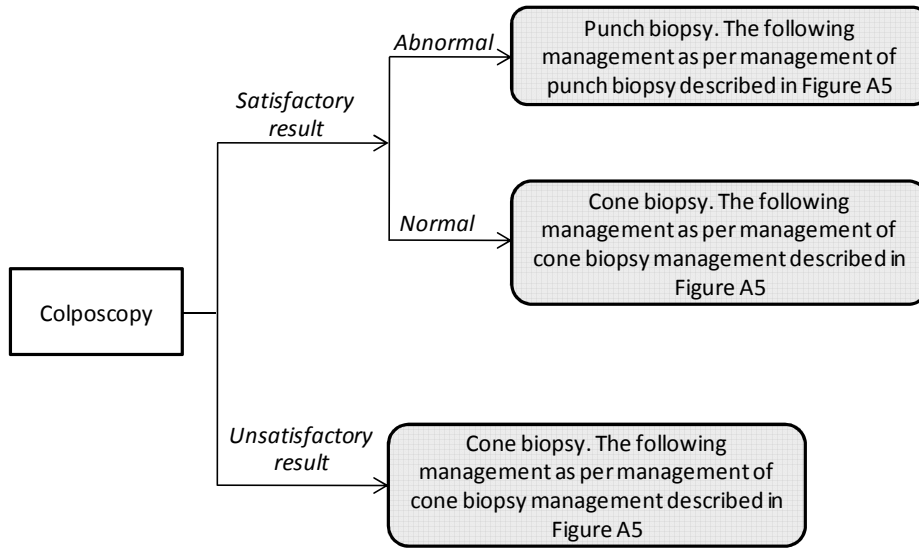 Abnormal
Punch biopsy. The following
management as per management of
punch biopsy described in Figure A5
Satisfactory
result
Normal
Cone biopsy. The following
management as per management of
cone biopsy management described in
Figure A5
Colposcopy
Unsatisfactory
result
Cone biopsy. The following
management as per management of
cone biopsy management described in
Figure A5